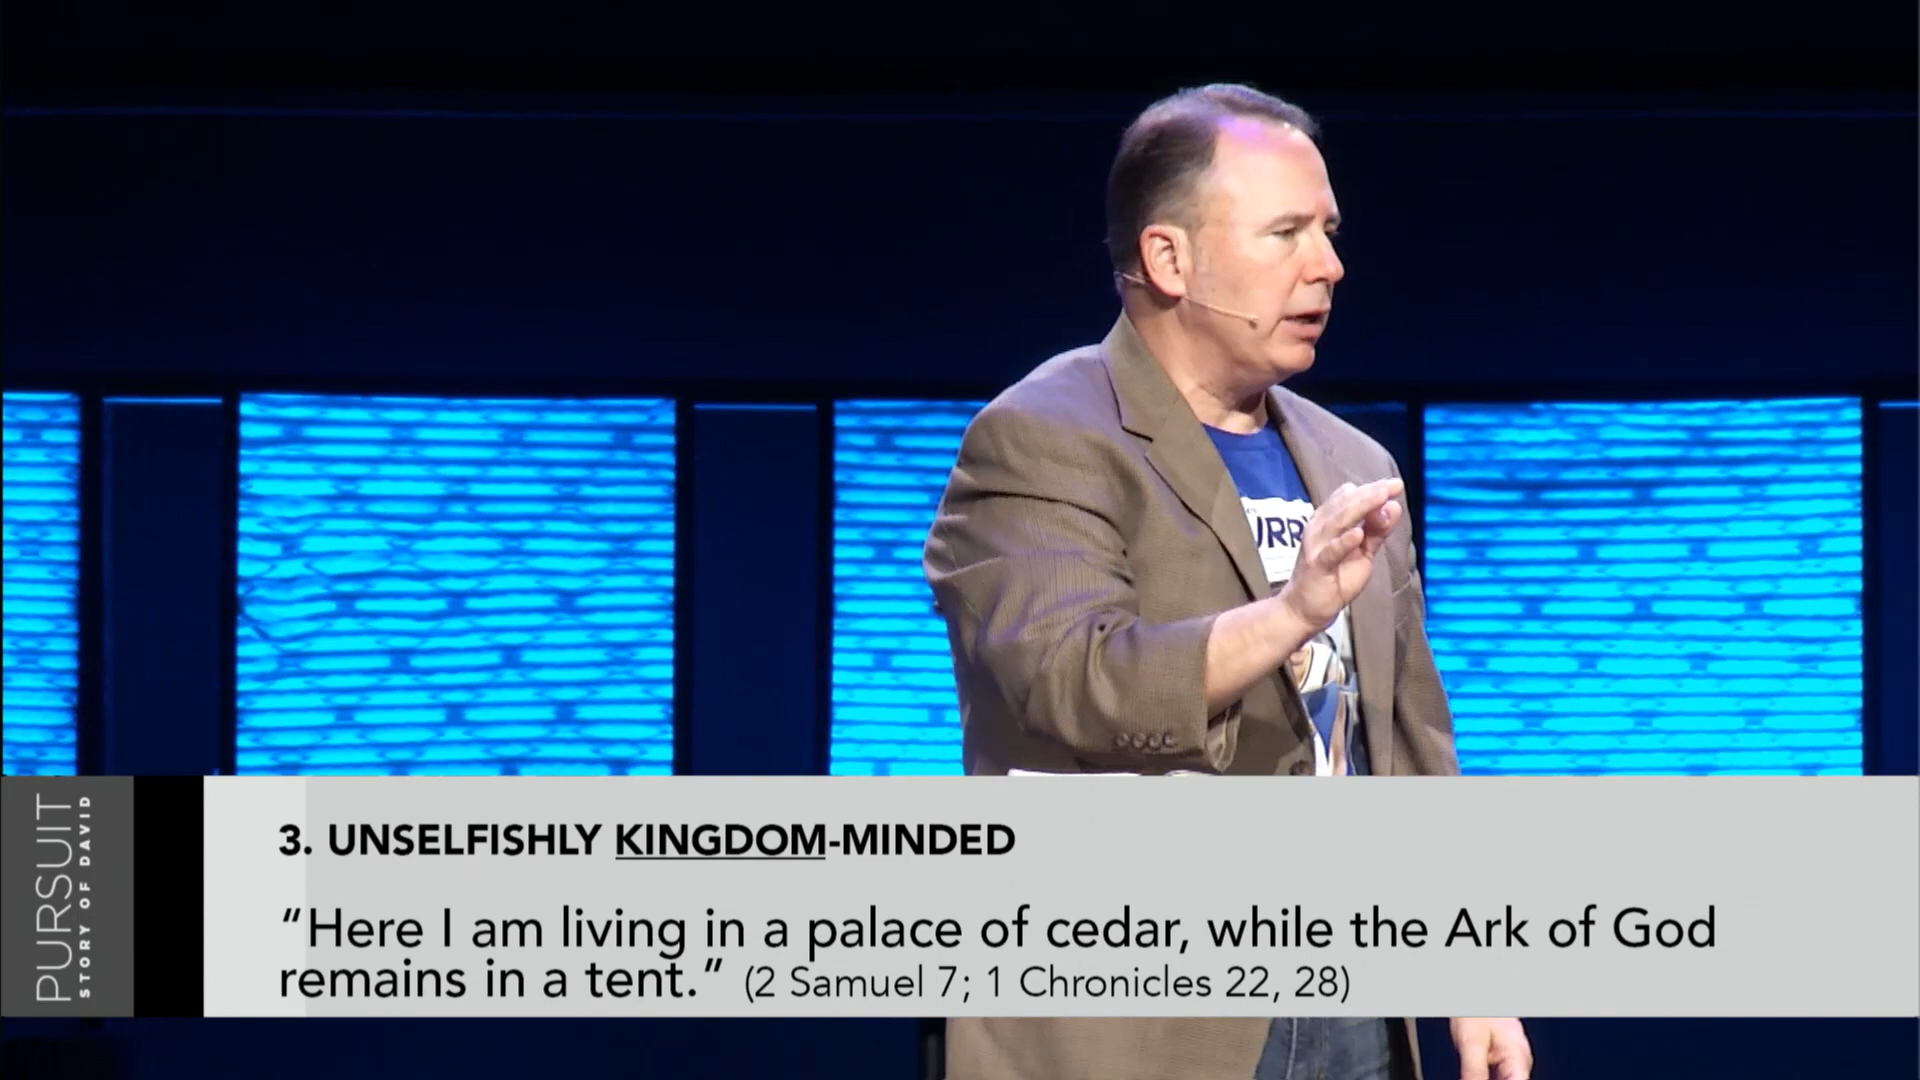 3. UNSELFISHLY KINGDOM-MINDED
"Here I am living in a palace of cedar, while the Ark of God
remains in a tent." (2 Samuel 7; 1 Chronicles 22, 28)
PURSUIT
STORY OF DAVID